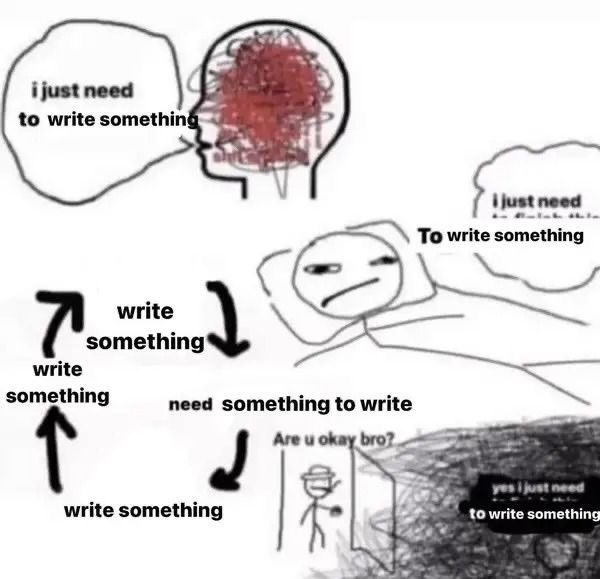 i just need
to write something
i just need
To write something
write
something
write
something
need something to write
write something
Are u okay bro?
yes i just need
to write something